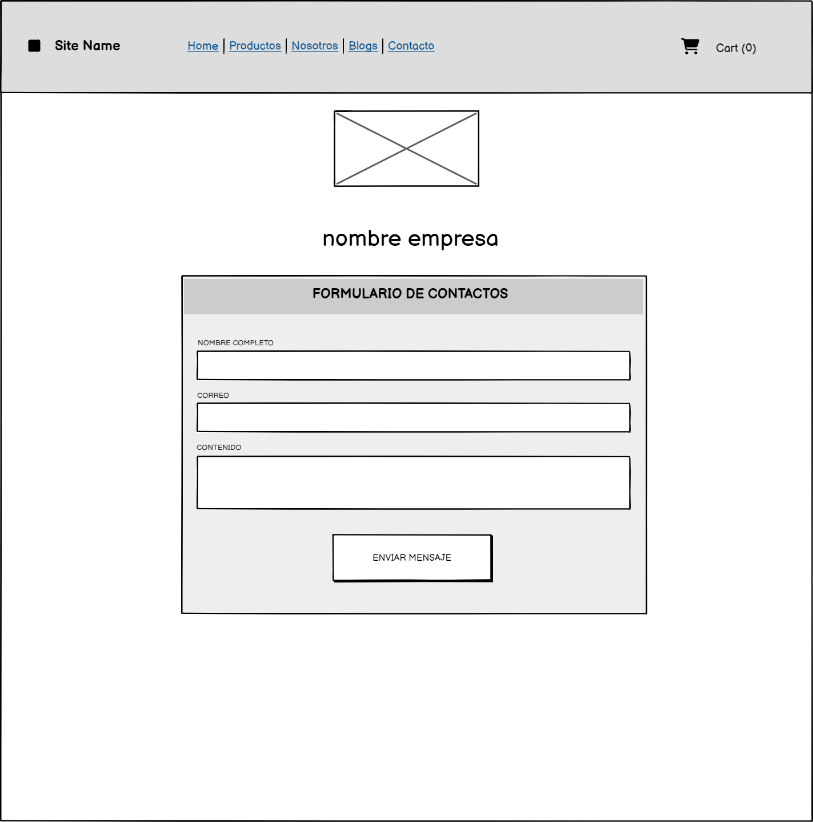 Site Name Home | Productos | Nosotros | Blogs | Contacto Cart (0)
nombre empresa
FORMULARIO DE CONTACTOS
NOMBRE COMPLETO
CORREO
CONTENIDO
ENVIAR MENSAJE